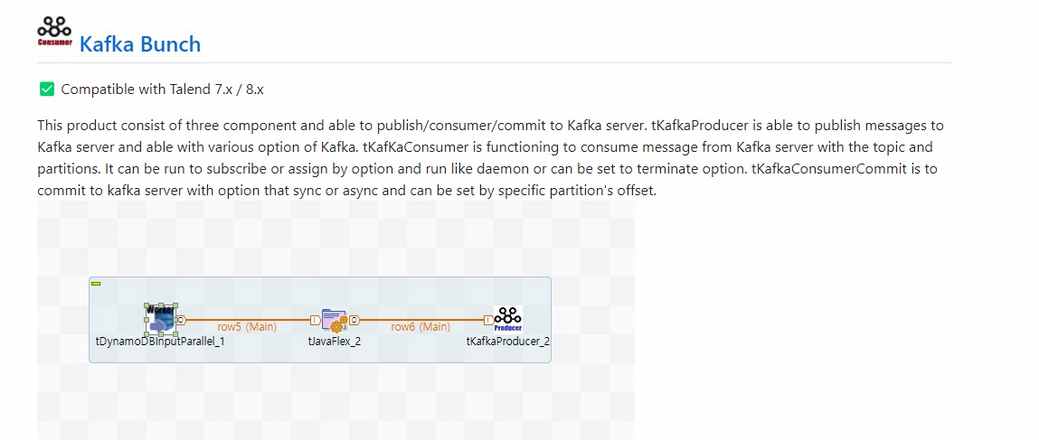 Consumer
Kafka Bunch
Compatible with Talend 7.x / 8.x
This product consist of three component and able to publish/consumer/commit to Kafka server. tKafkaProducer is able to publish messages to
Kafka server and able with various option of Kafka. tKafKaConsumer is functioning to consume message from Kafka server with the topic and
partitions. It can be run to subscribe or assign by option and run like daemon or can be set to terminate option. tKafkaConsumerCommit is to
commit to kafka server with option that sync or async and can be set by specific partition's offset.
Worker
row5 (Main)
row6 (Main)
Producer
tDynamoDBInputParallel_1
tJavaFlex_2
tKafkaProducer_2